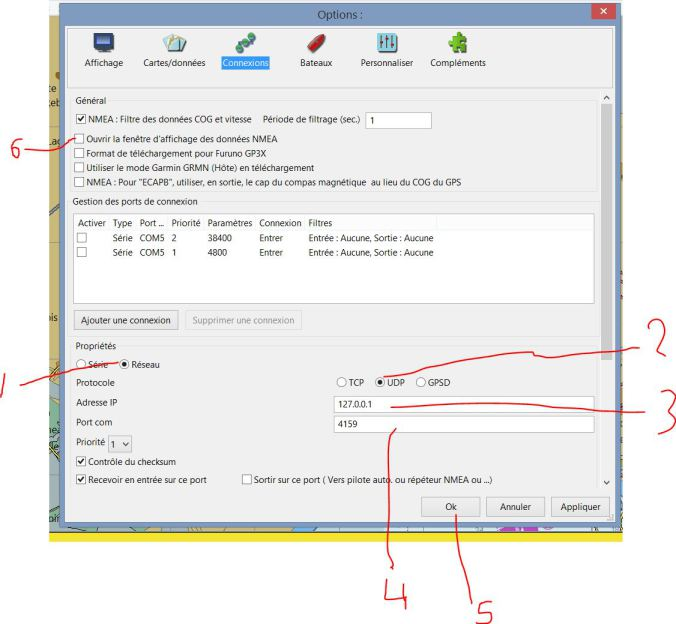 Options :
Affichage Cartes/données Connexions Bateaux Personnaliser Compléments
Général
NMEA : Filtre des données COG et vitesse Période de filtrage (sec.) 1
6 Ouvrir la fenêtre d'affichage des données NMEA
Format de téléchargement pour Furuno GP3X
Utiliser le mode Garmin GRMN (Hôte) en téléchargement
NMEA : Pour "ECAPB", utiliser, en sortie, le cap du compas magnétique au lieu du COG du GPS
Gestion des ports de connexion
Activer Type Port ... Priorité Paramètres Connexion Filtres
Série COM5 2 38400 Entrer Entrée : Aucune, Sortie : Aucune
Série COM5 1 4800 Entrer Entrée : Aucune, Sortie : Aucune
Ajouter une connexion Supprimer une connexion
Propriétés
2
1 Série Réseau
Protocole TCP UDP GPSD
Adresse IP 127.0.0.1 3
Port com 4159
Priorité 1
Contrôle du checksum
Recevoir en entrée sur ce port Sortir sur ce port ( Vers pilote auto. ou répéteur NMEA ou ...)
Ok Annuler Appliquer
4 5